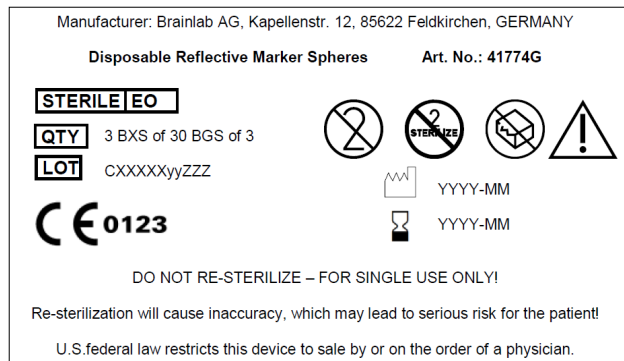 Manufacturer: Brainlab AG, Kapellenstr. 12, 85622 Feldkirchen, GERMANY
Disposable Reflective Marker Spheres Art. No.: 41774G
STERILE EO
2 2 STERILIZE
QTY 3 BXS of 30 BGS of 3
LOT CXXXXXyyZZZ
YYYY-MM
CE 0123 YYYY-MM
DO NOT RE-STERILIZE – FOR SINGLE USE ONLY!
Re-sterilization will cause inaccuracy, which may lead to serious risk for the patient!
U.S.federal law restricts this device to sale by or on the order of a physician.